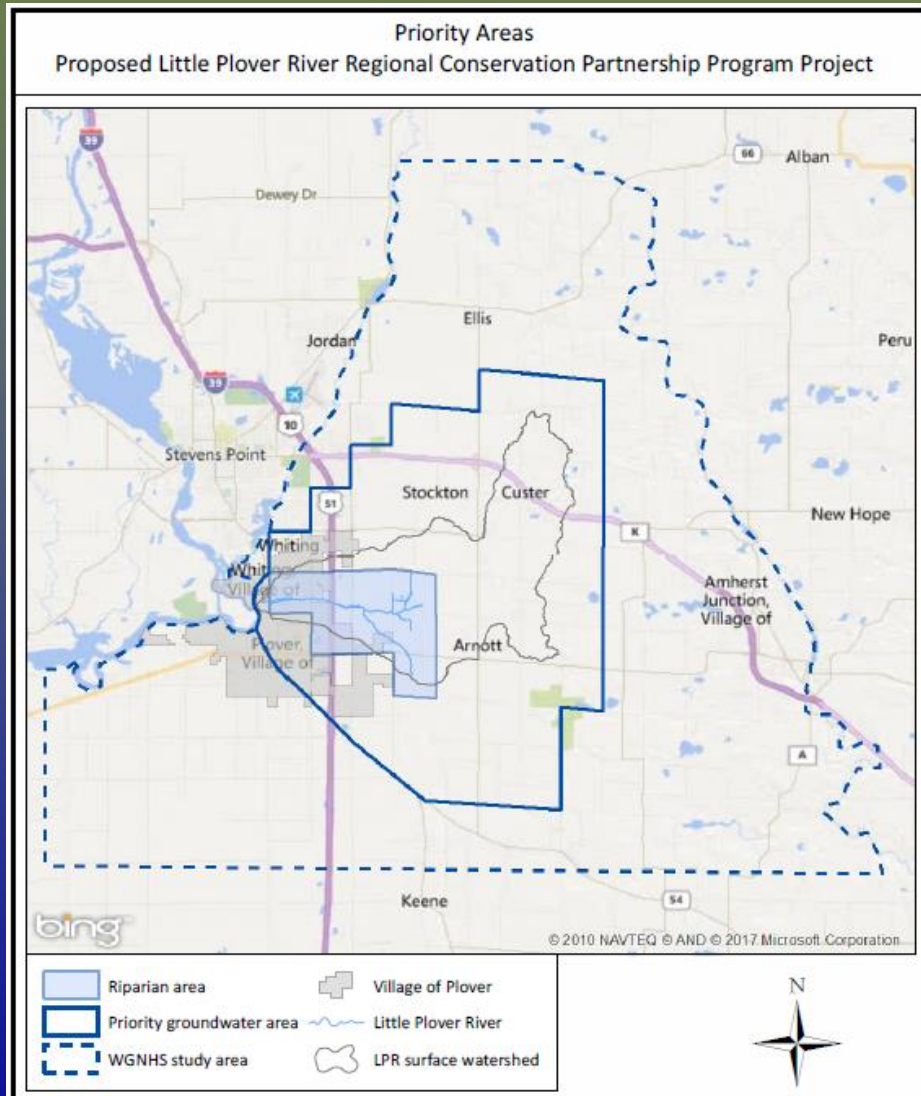 Priority Areas
Proposed Little Plover River Regional Conservation Partnership Program Project
39
66
Alban
Dewey Dr
Ellis
Jordan
Peru
39
10
Stevens Point
51
Stockton
Custer
New Hope
K
Whiting
Whiting,
Village of
Amherst
Junction,
Village of
Plover,
Village of
Arnott
A
Keene
54
bing
© 2010 NAVTEQ © AND © 2017 Microsoft Corporation
Riparian area
Village of Plover
Priority groundwater area
Little Plover River
WGNHS study area
LPR surface watershed
N